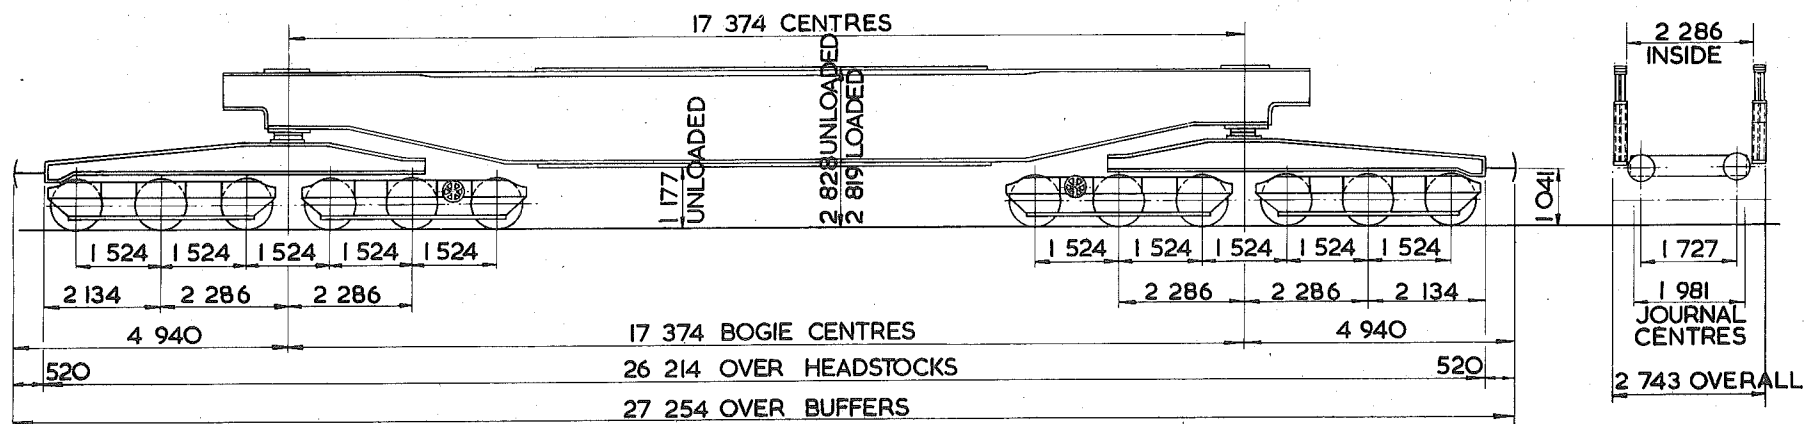 17 374 CENTRES
2 286
INSIDE
1 177
UNLOADED
2 828 UNLOADED
2 819 LOADED
1 041
1 524 1 524 1 524 1 524 1 524
1 524 1 524 1 524 1 524 1 524
1 727
2 134 2 286 2 286
2 286 2 286 2 134
1 981
JOURNAL
CENTRES
4 940 17 374 BOGIE CENTRES 4 940
520 26 214 OVER HEADSTOCKS 520
2 743 OVERALL
27 254 OVER BUFFERS